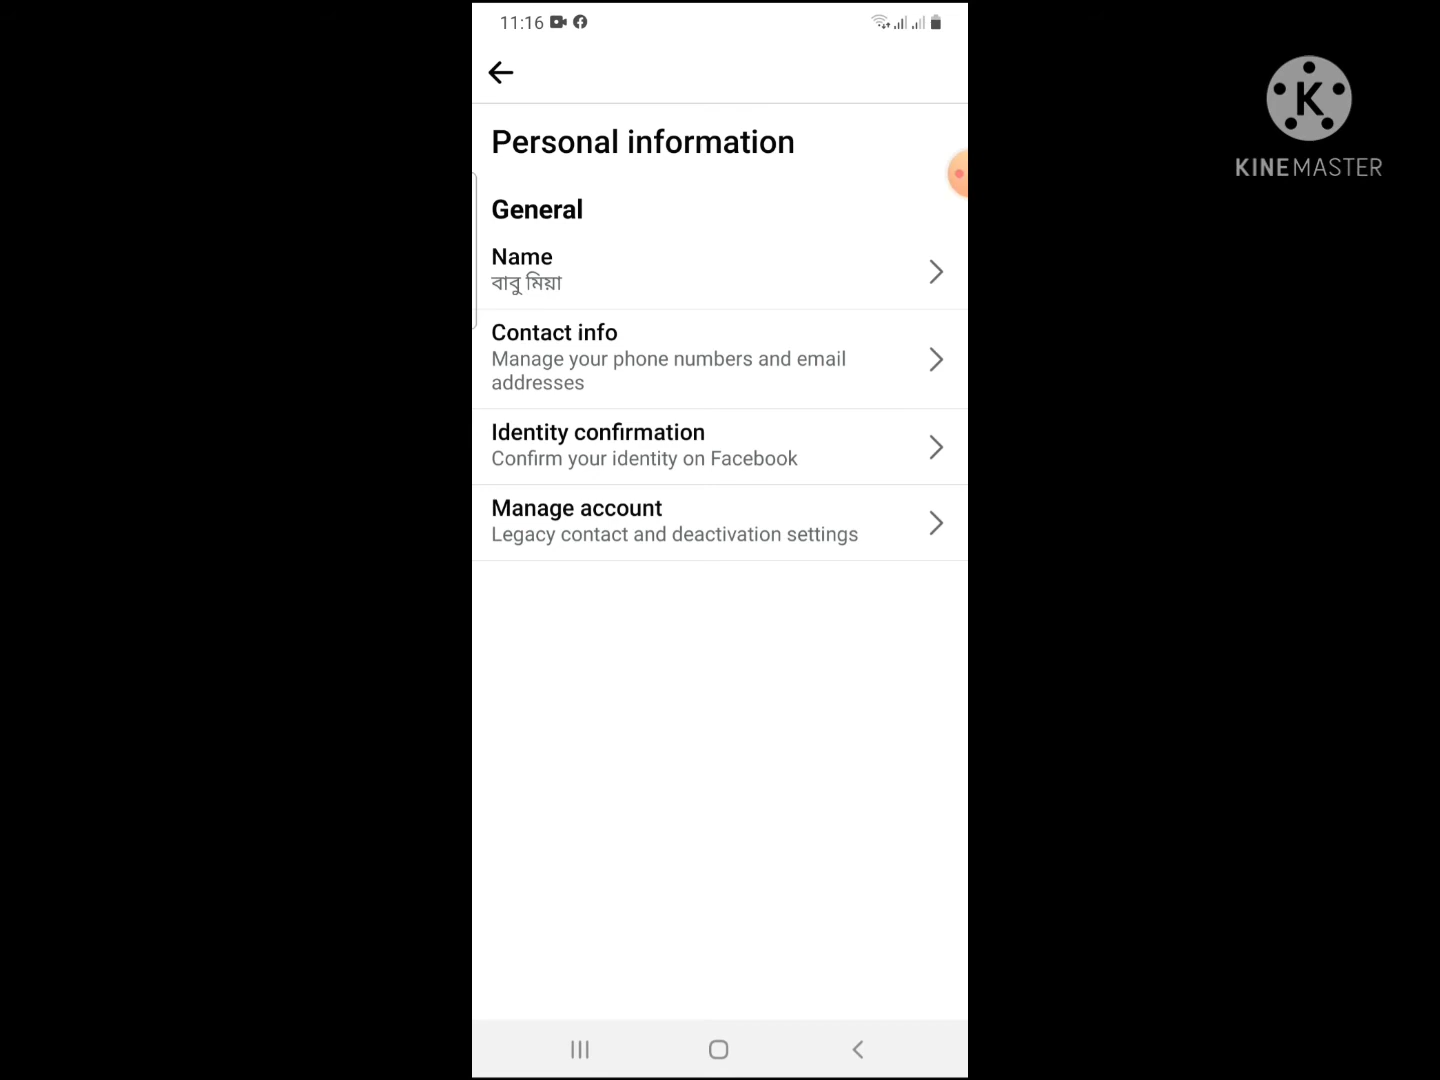 11:16
Personal information
General
Name
বাবু মিয়া
Contact info
Manage your phone numbers and email
addresses
Identity confirmation
Confirm your identity on Facebook
Manage account
Legacy contact and deactivation settings
K
KINEMASTER